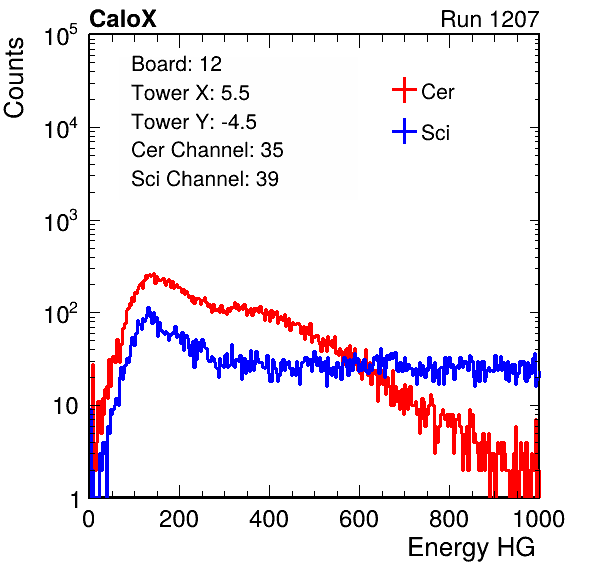 CaloX Run 1207
Counts
10^5
10^4
10^3
10^2
10
1
Board: 12
Tower X: 5.5
Tower Y: -4.5
Cer Channel: 35
Sci Channel: 39
Cer
Sci
0 200 400 600 800 1000
Energy HG